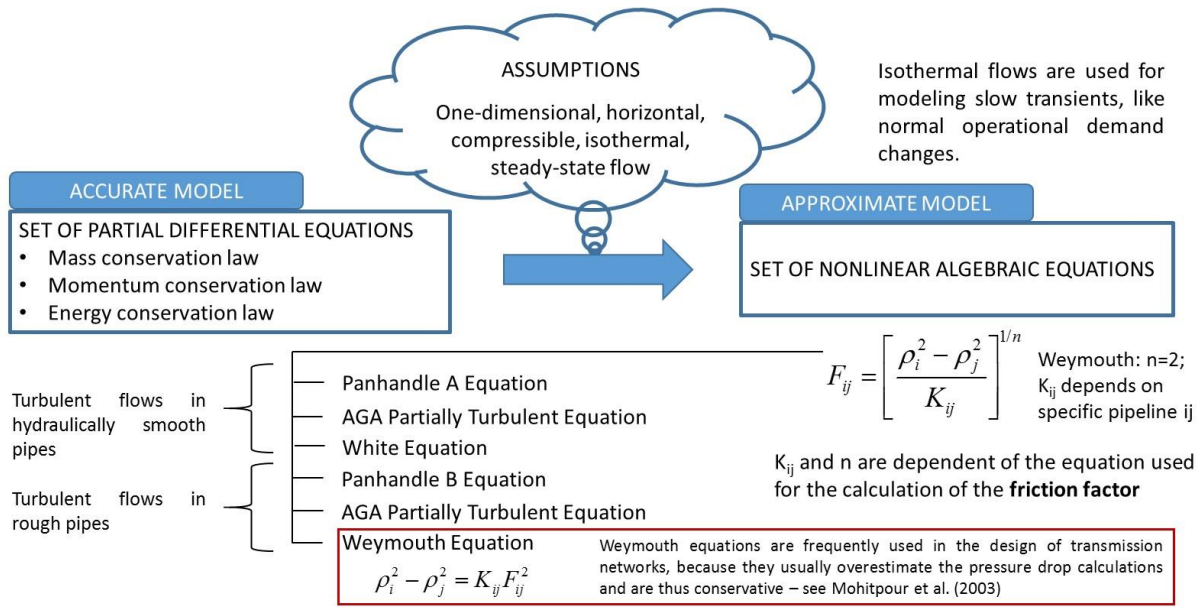 ASSUMPTIONS
One-dimensional, horizontal,
compressible, isothermal,
steady-state flow
Isothermal flows are used for
modeling slow transients, like
normal operational demand
changes.
ACCURATE MODEL
SET OF PARTIAL DIFFERENTIAL EQUATIONS
• Mass conservation law
• Momentum conservation law
• Energy conservation law
APPROXIMATE MODEL
SET OF NONLINEAR ALGEBRAIC EQUATIONS
Turbulent flows in
hydraulically smooth
pipes
Turbulent flows in
rough pipes
Panhandle A Equation
AGA Partially Turbulent Equation
White Equation
Panhandle B Equation
AGA Partially Turbulent Equation
Weymouth Equation
ρ_i^2 − ρ_j^2 = K_ij F_ij^2
F_ij = [(ρ_i^2 − ρ_j^2) / K_ij]^{1/n}
Weymouth: n=2;
K_ij depends on
specific pipeline ij
K_ij and n are dependent of the equation used
for the calculation of the friction factor
Weymouth equations are frequently used in the design of transmission
networks, because they usually overestimate the pressure drop calculations
and are thus conservative – see Mohitpour et al. (2003)